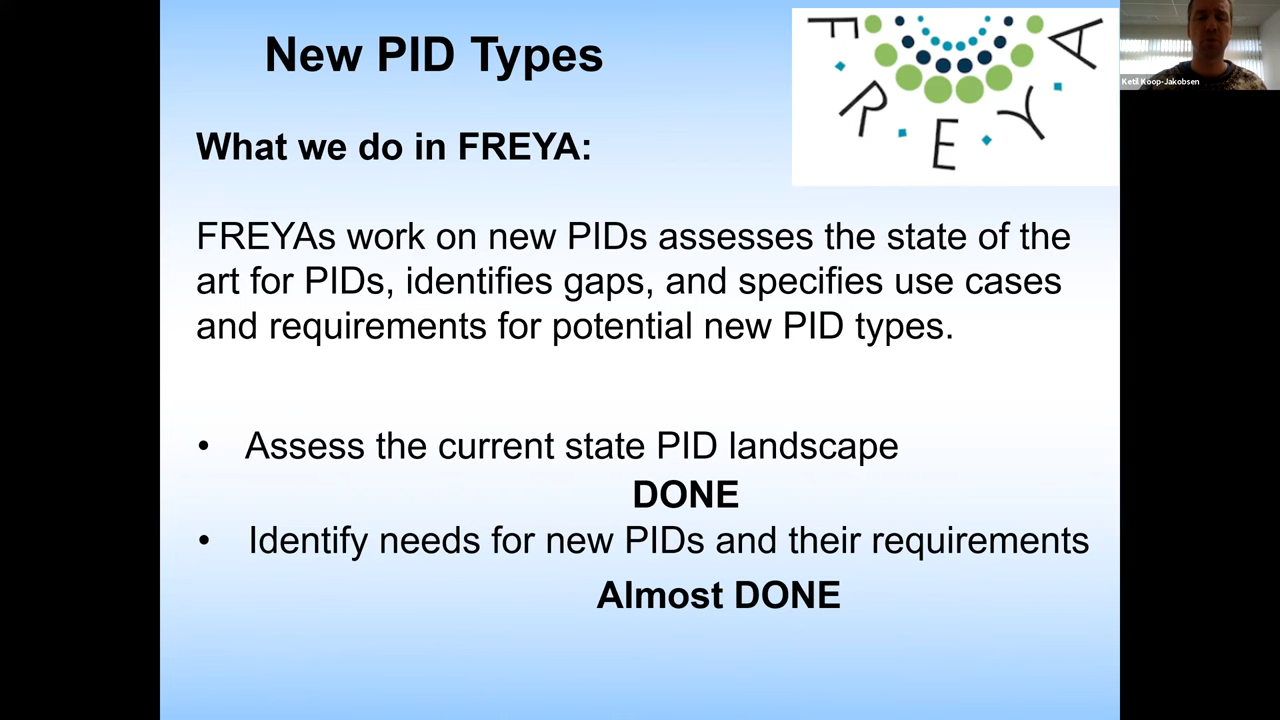 New PID Types
FREYA
Ketil Koop-Jakobsen
What we do in FREYA:
FREYAs work on new PIDs assesses the state of the
art for PIDs, identifies gaps, and specifies use cases
and requirements for potential new PID types.
• Assess the current state PID landscape
DONE
• Identify needs for new PIDs and their requirements
Almost DONE